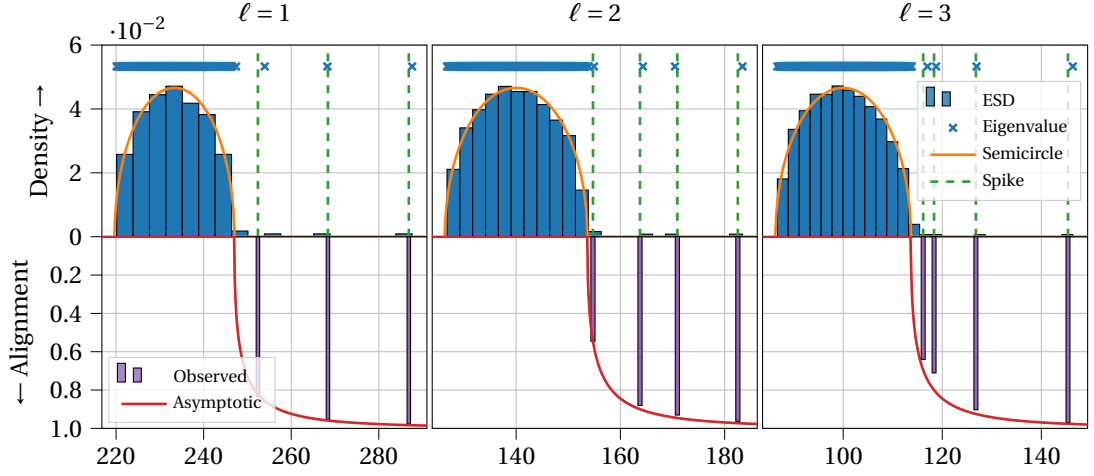 ℓ = 1
ℓ = 2
ℓ = 3
·10⁻²
6
4
2
0
Density →
ESD
Eigenvalue
Semicircle
Spike
0.2
0.4
0.6
0.8
1.0
← Alignment
Observed
Asymptotic
220 240 260 280
140 160 180
100 120 140